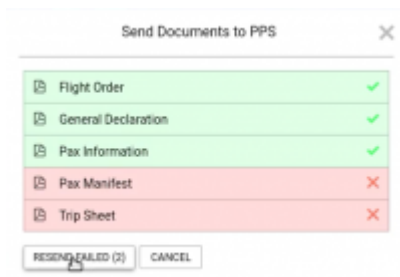 Send Documents to PPS
Flight Order
General Declaration
Pax Information
Pax Manifest
Trip Sheet
RESEND FAILED (2) CANCEL